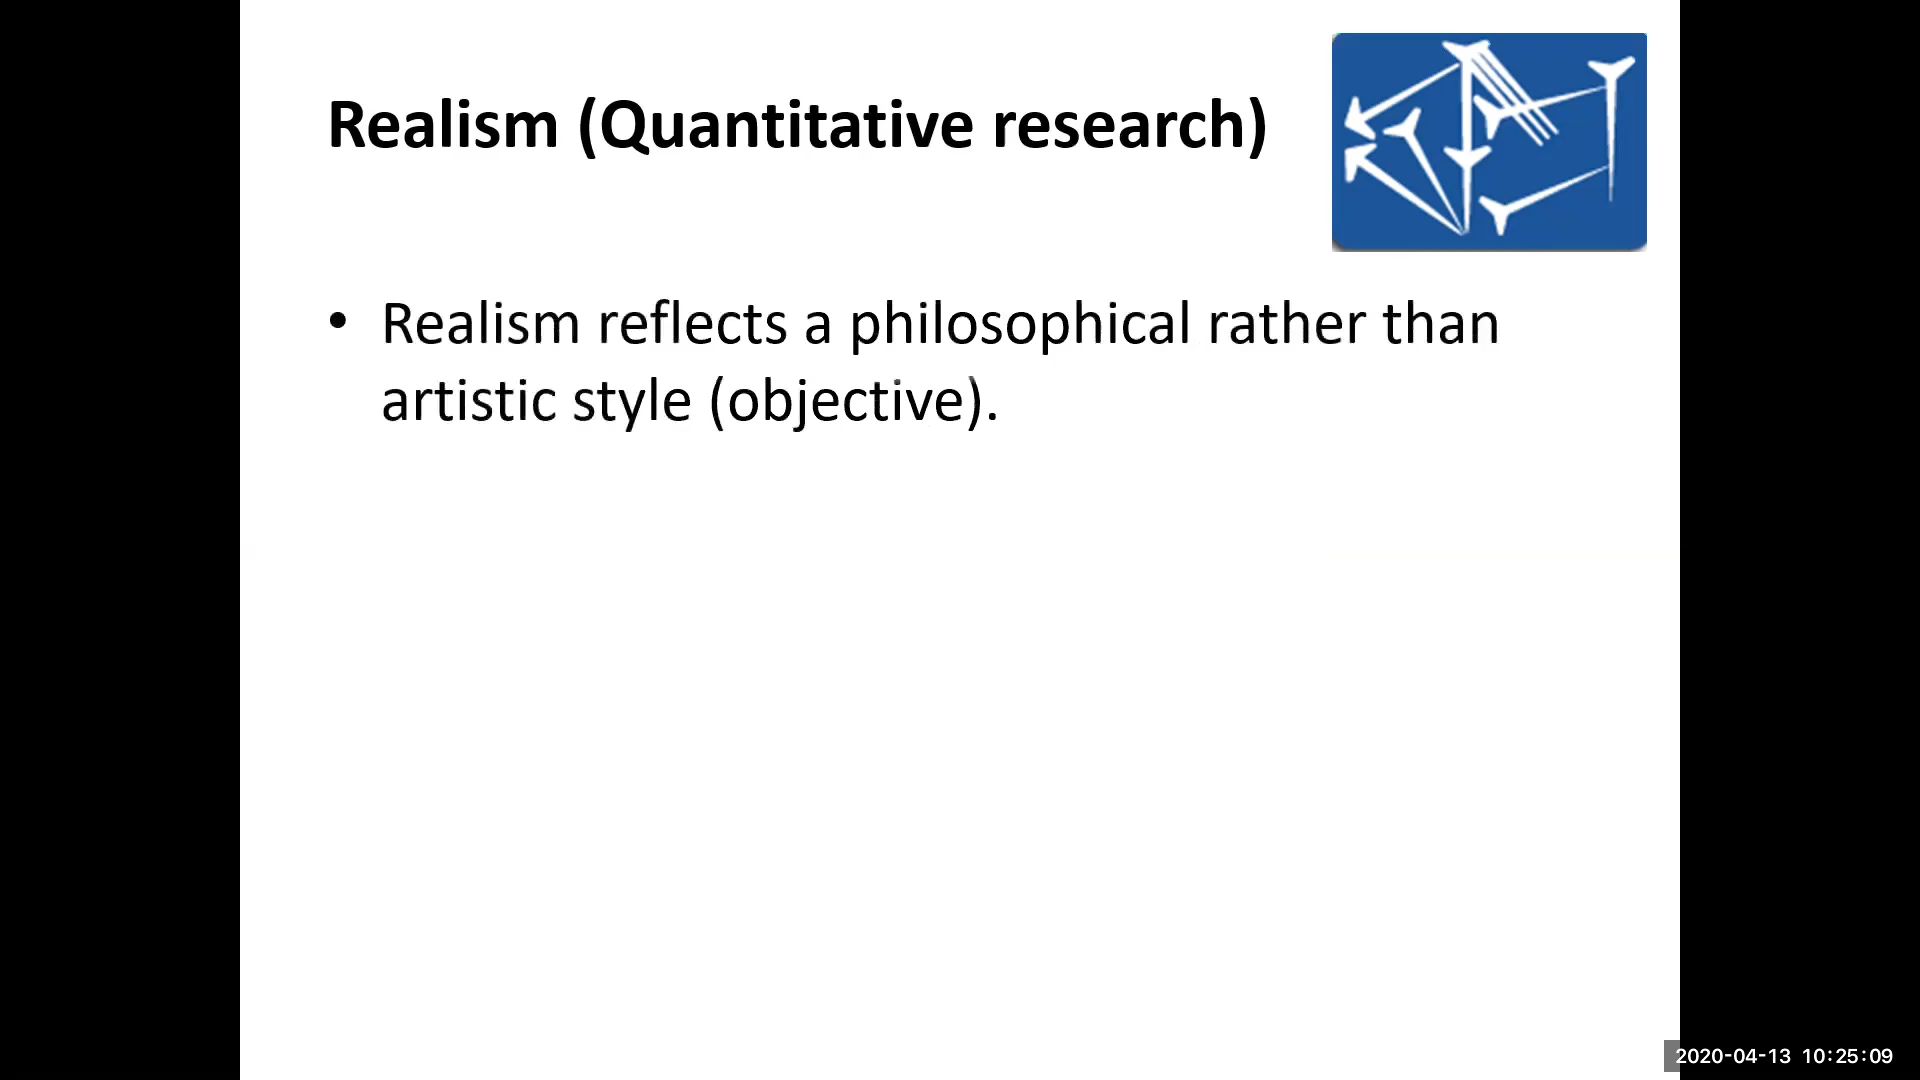 Realism (Quantitative research)
• Realism reflects a philosophical rather than
artistic style (objective).
2020-04-13 10:25:09